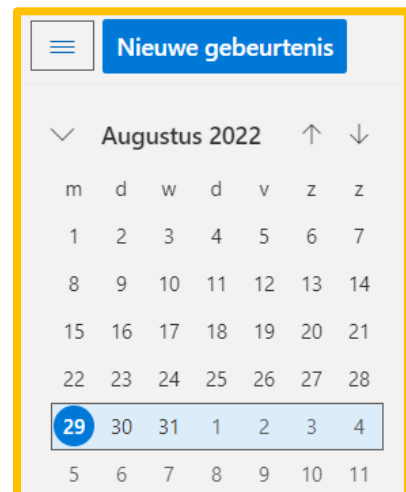 Nieuwe gebeurtenis
Augustus 2022
m d w d v z z
1 2 3 4 5 6 7
8 9 10 11 12 13 14
15 16 17 18 19 20 21
22 23 24 25 26 27 28
29 30 31 1 2 3 4
5 6 7 8 9 10 11